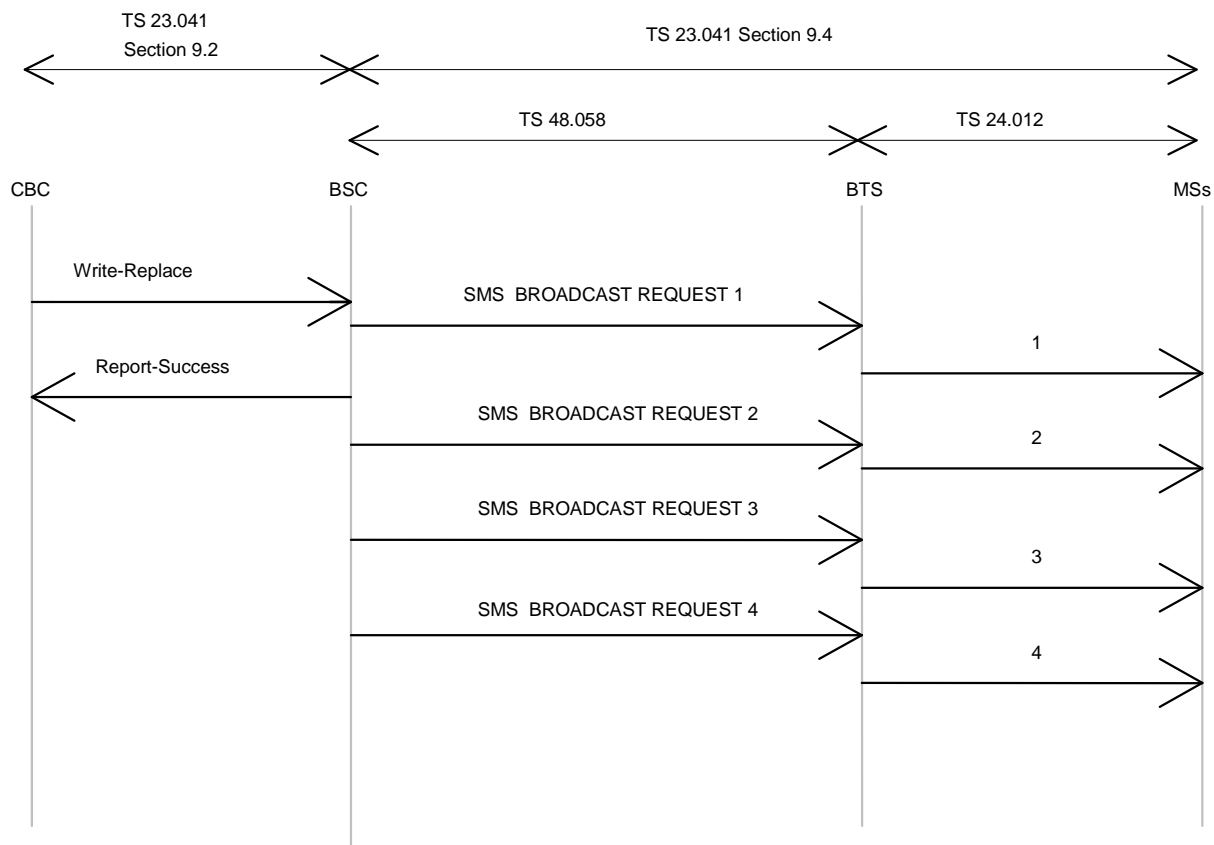 TS 23.041
Section 9.2
TS 23.041 Section 9.4
TS 48.058
TS 24.012
CBC
BSC
BTS
MSs
Write-Replace
SMS BROADCAST REQUEST 1
1
Report-Success
SMS BROADCAST REQUEST 2
2
SMS BROADCAST REQUEST 3
3
SMS BROADCAST REQUEST 4
4